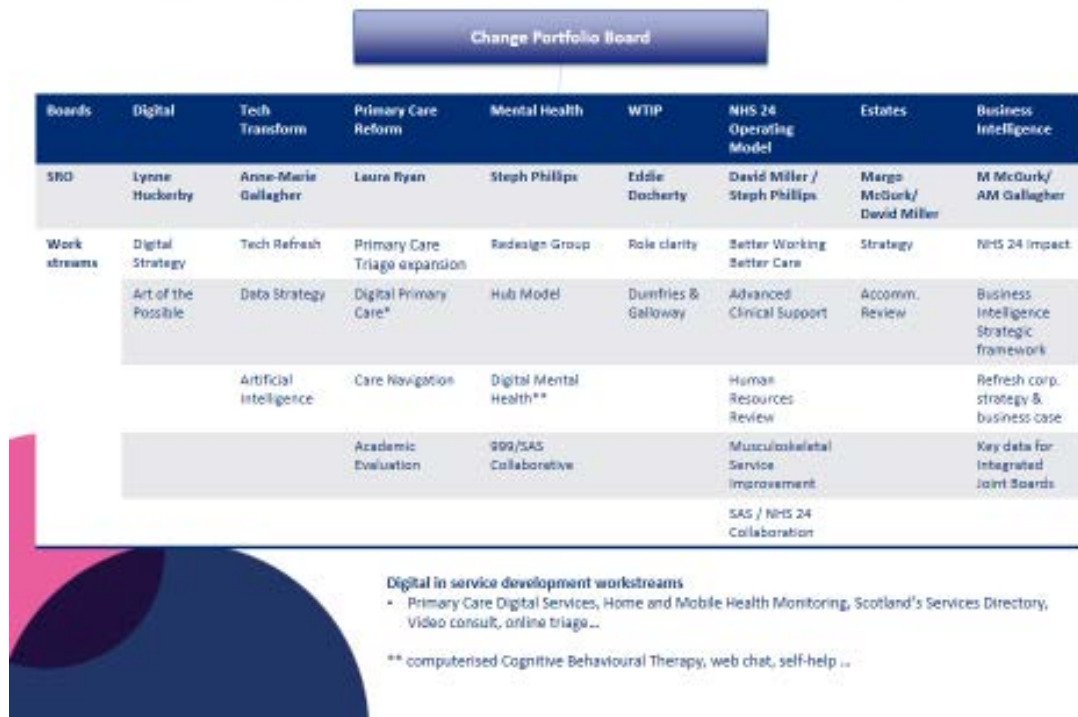 Change Portfolio Board
Boards Digital Tech Transform Primary Care Reform Mental Health WTIP NHS 24 Operating Model Estates Business Intelligence
SRO Lynne Huckerby Anne-Marie Gallagher Laura Ryan Steph Phillips Eddie Docherty David Miller / Steph Phillips Margo McGurk/ David Miller M McGurk/ AM Gallagher
Work streams Digital Strategy Tech Refresh Primary Care Triage expansion Redesign Group Role clarity Better Working Better Care Strategy NHS 24 Impact
Art of the Possible Data Strategy Digital Primary Care* Hub Model Dumfries & Galloway Advanced Clinical Support Accomm. Review Business Intelligence Strategic framework
Artificial Intelligence Care Navigation Digital Mental Health** Human Resources Review Refresh corp. strategy & business case
Academic Evaluation 999/SAS Collaborative Musculoskeletal Service Improvement Key data for Integrated Joint Boards
SAS / NHS 24 Collaboration
Digital in service development workstreams
• Primary Care Digital Services, Home and Mobile Health Monitoring, Scotland's Services Directory,
Video consult, online triage...
** computerised Cognitive Behavioural Therapy, web chat, self-help ...